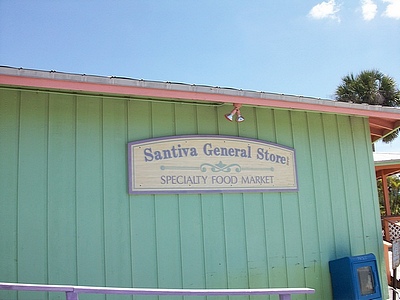 Santiva General Store
SPECIALTY FOOD MARKET